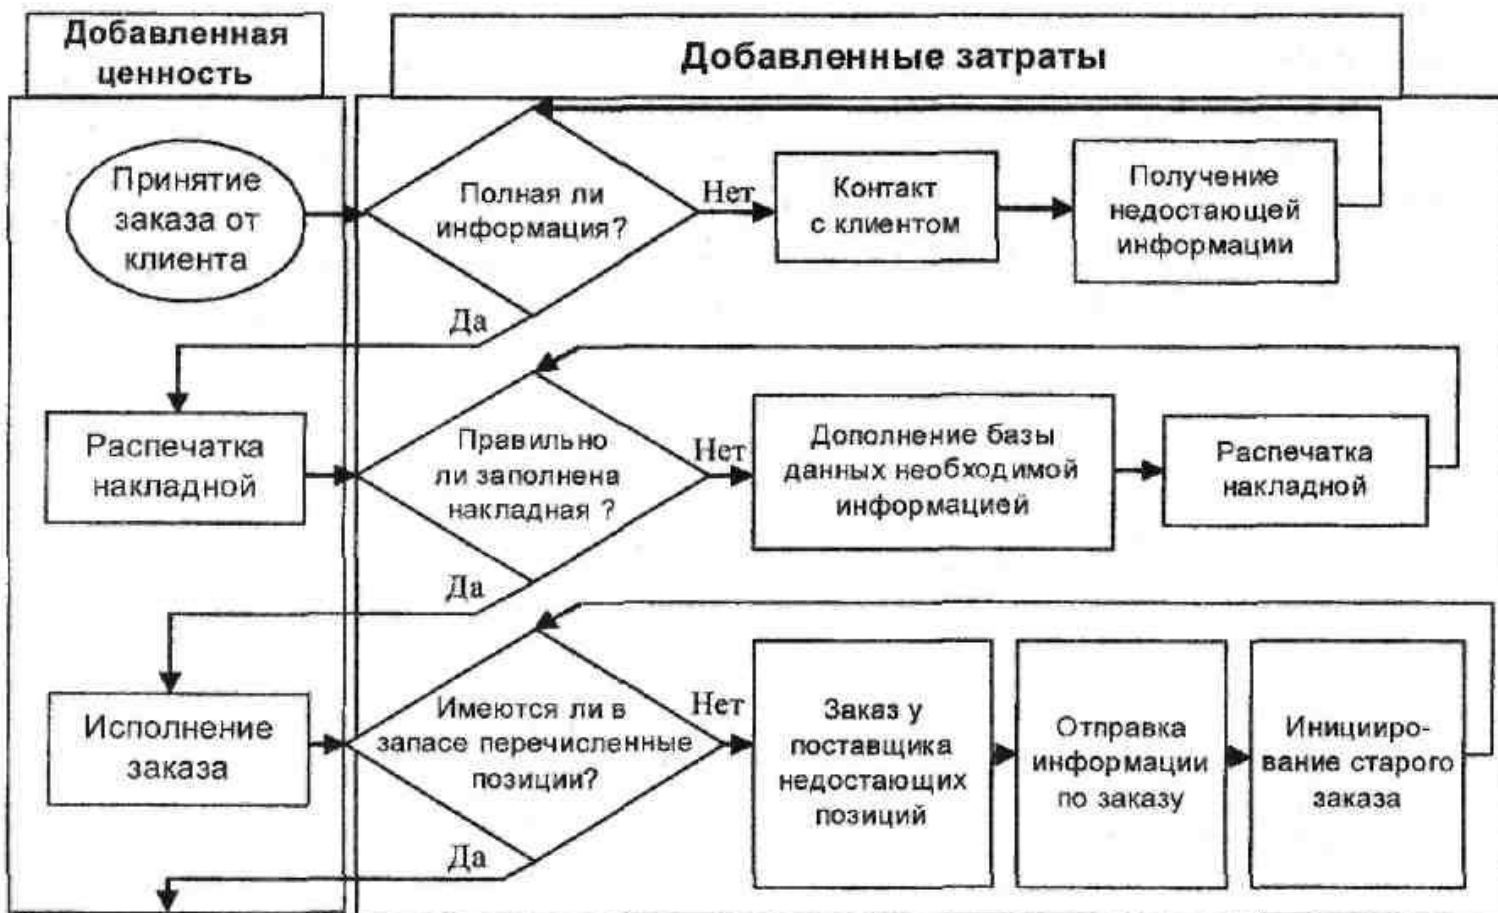 Добавленная
ценность
Добавленные затраты
Принятие
заказа от
клиента
Полная ли
информация?
Нет
Контакт
с клиентом
Получение
недостающей
информации
Да
Распечатка
накладной
Правильно
ли заполнена
накладная ?
Нет
Дополнение базы
данных необходимой
информацией
Распечатка
накладной
Да
Исполнение
заказа
Имеются ли в
запасе перечисленные
позиции?
Нет
Заказ у
поставщика
недостающих
позиций
Отправка
информации
по заказу
Иницииро-
вание старого
заказа
Да